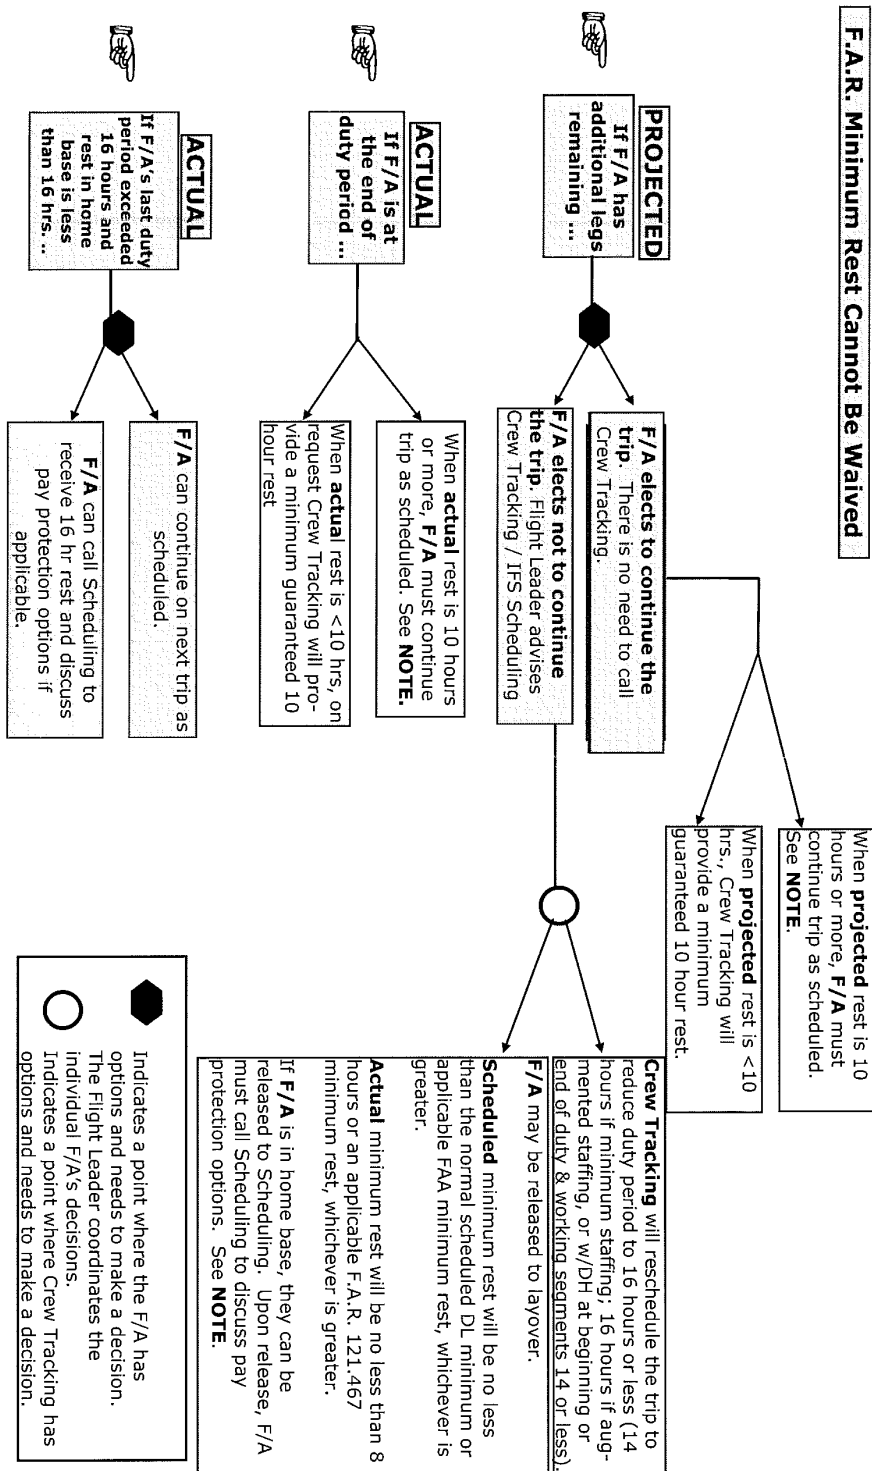 F.A.R. Minimum Rest Cannot Be Waived
PROJECTED
If F/A has
additional legs
remaining ...
F/A elects to continue the
trip. There is no need to call
Crew Tracking.
When projected rest is 10
hours or more, F/A must
continue trip as scheduled.
See NOTE.
When projected rest is <10
hrs., Crew Tracking will
provide a minimum
guaranteed 10 hour rest.
F/A elects not to continue
the trip. Flight Leader advises
Crew Tracking / IFS Scheduling
Crew Tracking will reschedule the trip to
reduce duty period to 16 hours or less (14
hours if minimum staffing; 16 hours if aug-
mented staffing, or w/DH at beginning or
end of duty & working segments 14 or less).
F/A may be released to layover.
Scheduled minimum rest will be no less
than the normal scheduled DL minimum or
applicable FAA minimum rest, whichever is
greater.
Actual minimum rest will be no less than 8
hours or an applicable F.A.R. 121.467
minimum rest, whichever is greater.
If F/A is in home base, they can be
released to Scheduling. Upon release, F/A
must call Scheduling to discuss pay
protection options. See NOTE.
ACTUAL
If F/A is at
the end of
duty period ...
When actual rest is 10 hours
or more, F/A must continue
trip as scheduled. See NOTE.
When actual rest is <10 hrs, on
request Crew Tracking will pro-
vide a minimum guaranteed 10
hour rest
ACTUAL
If F/A's last duty
period exceeded
16 hours and
rest in home
base is less
than 16 hrs. ..
F/A can continue on next trip as
scheduled.
F/A can call Scheduling to
receive 16 hr rest and discuss
pay protection options if
applicable.
Indicates a point where the F/A has
options and needs to make a decision.
The Flight Leader coordinates the
individual F/A's decisions.
Indicates a point where Crew Tracking has
options and needs to make a decision.